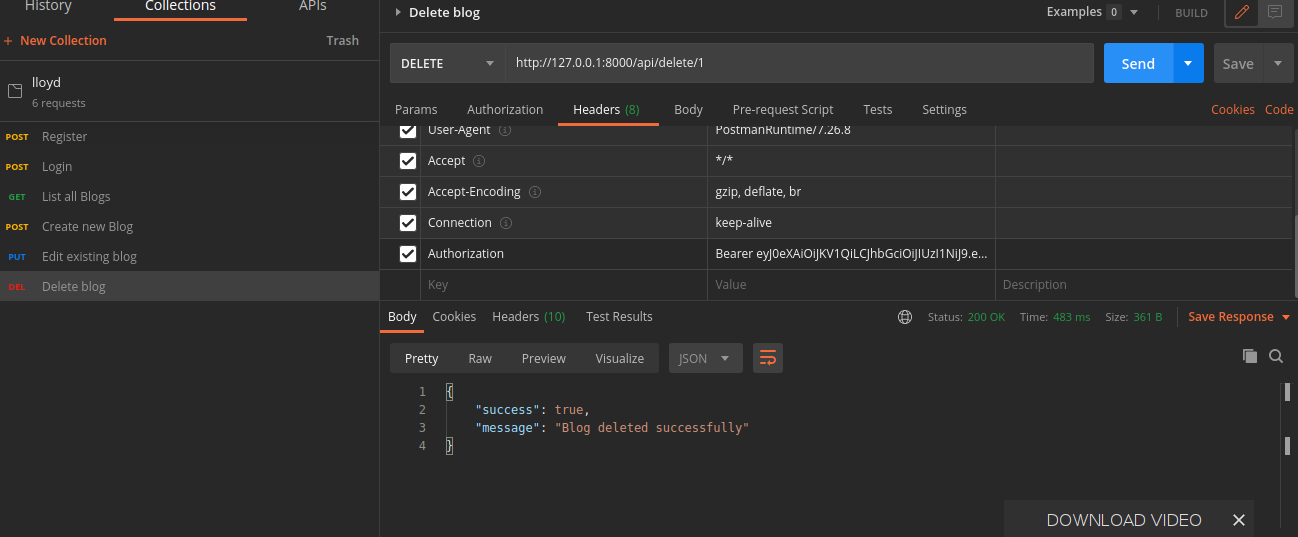 History Collections APIs
+ New Collection Trash
lloyd
6 requests
POST Register
POST Login
GET List all Blogs
POST Create new Blog
PUT Edit existing blog
DEL Delete blog
Delete blog Examples 0 BUILD
DELETE http://127.0.0.1:8000/api/delete/1 Send Save
Params Authorization Headers (8) Body Pre-request Script Tests Settings Cookies Code
User-Agent PostmanRuntime/7.26.8
Accept */*
Accept-Encoding gzip, deflate, br
Connection keep-alive
Authorization Bearer eyJ0eXAiOiJKV1QiLCJhbGciOiJIUzI1NiJ9.e...
Key Value Description
Body Cookies Headers (10) Test Results Status: 200 OK Time: 483 ms Size: 361 B Save Response
Pretty Raw Preview Visualize JSON
1 {
2 "success": true,
3 "message": "Blog deleted successfully"
4 }
DOWNLOAD VIDEO